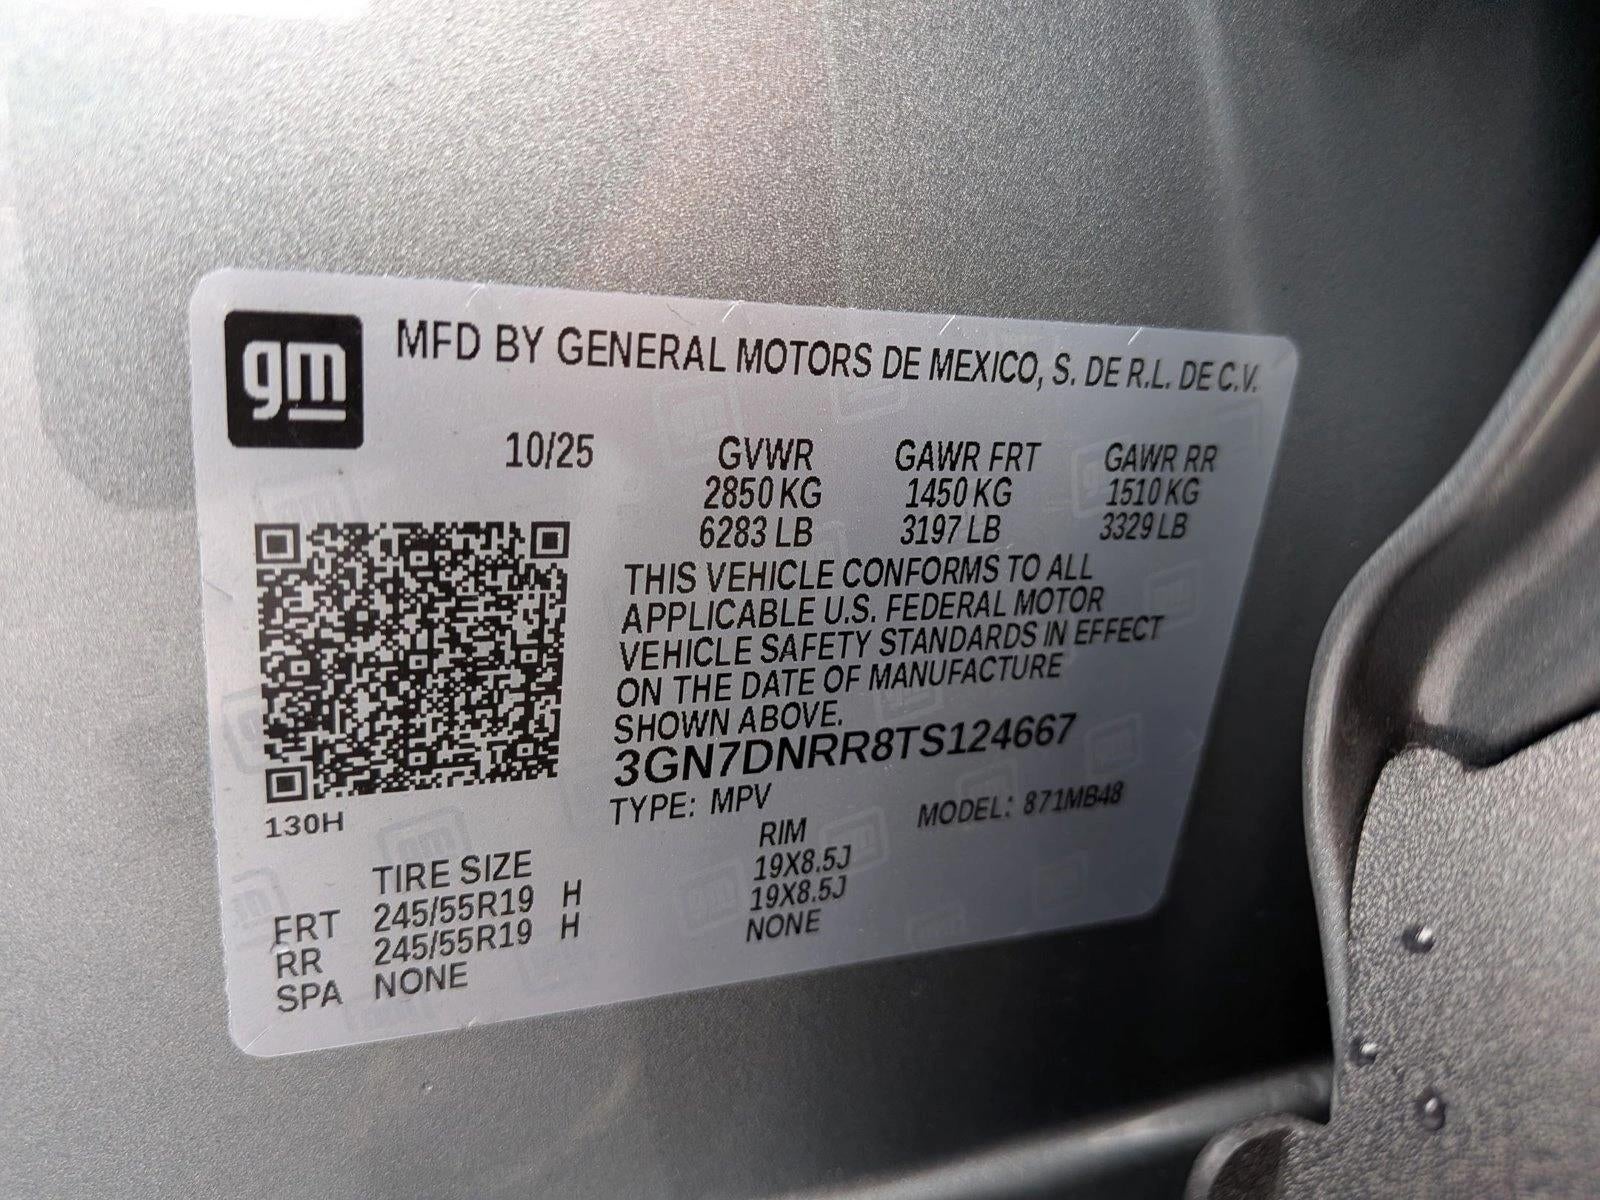 gm MFD BY GENERAL MOTORS DE MEXICO, S. DE R.L. DE C.V.
10/25 GVWR GAWR FRT GAWR RR
2850 KG 1450 KG 1510 KG
6283 LB 3197 LB 3329 LB
THIS VEHICLE CONFORMS TO ALL
APPLICABLE U.S. FEDERAL MOTOR
VEHICLE SAFETY STANDARDS IN EFFECT
ON THE DATE OF MANUFACTURE
SHOWN ABOVE.
3GN7DNRR8TS124667
130H
TYPE: MPV MODEL: 871MB48
TIRE SIZE RIM
FRT 245/55R19 H 19X8.5J
RR 245/55R19 H 19X8.5J
SPA NONE NONE